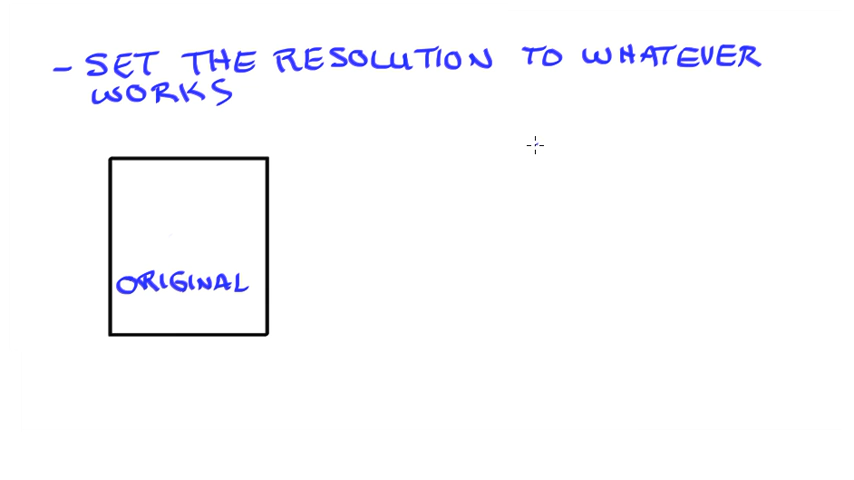 - SET THE RESOLUTION TO WHATEVER
WORKS
ORIGINAL